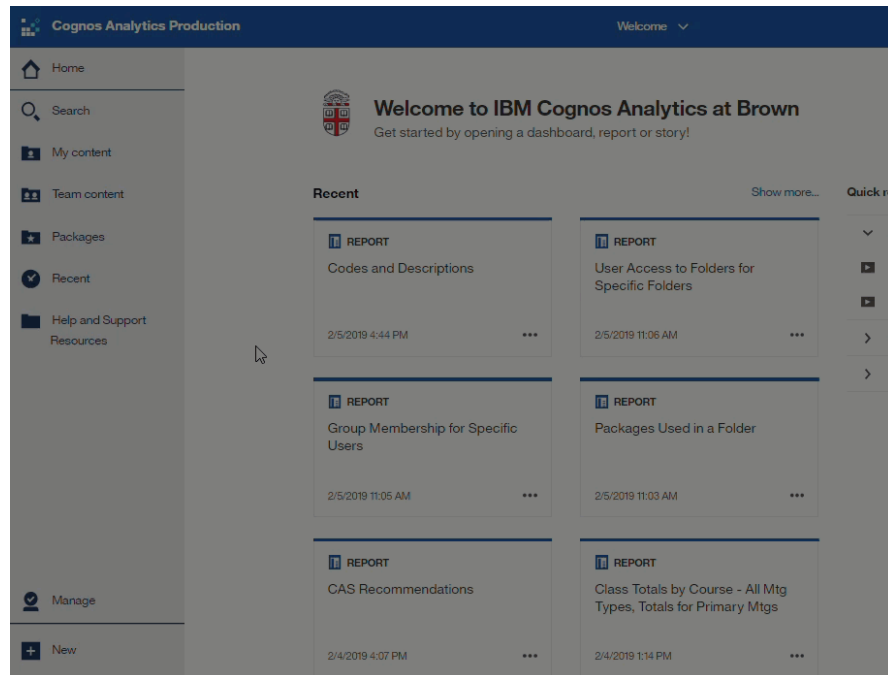 Cognos Analytics Production
Welcome
Home
Search
My content
Team content
Packages
Recent
Help and Support
Resources
Manage
New
Welcome to IBM Cognos Analytics at Brown
Get started by opening a dashboard, report or story!
Recent
Show more...
Quick r
REPORT
Codes and Descriptions
2/5/2019 4:44 PM
REPORT
User Access to Folders for
Specific Folders
2/5/2019 11:06 AM
REPORT
Group Membership for Specific
Users
2/5/2019 11:05 AM
REPORT
Packages Used in a Folder
2/5/2019 11:03 AM
REPORT
CAS Recommendations
2/4/2019 4:07 PM
REPORT
Class Totals by Course - All Mtg
Types, Totals for Primary Mtgs
2/4/2019 1:14 PM